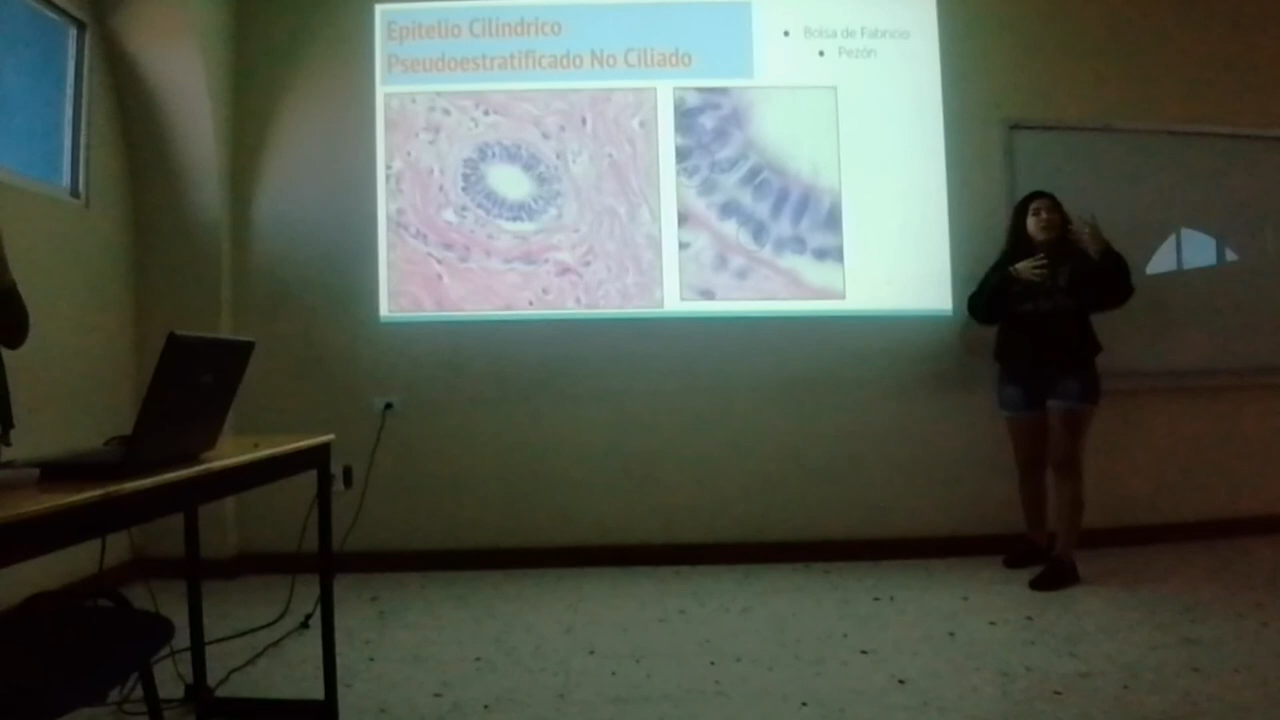 Epitelio Cilíndrico
Pseudoestratificado No Ciliado
Bolsa de Fabricio
Pezón